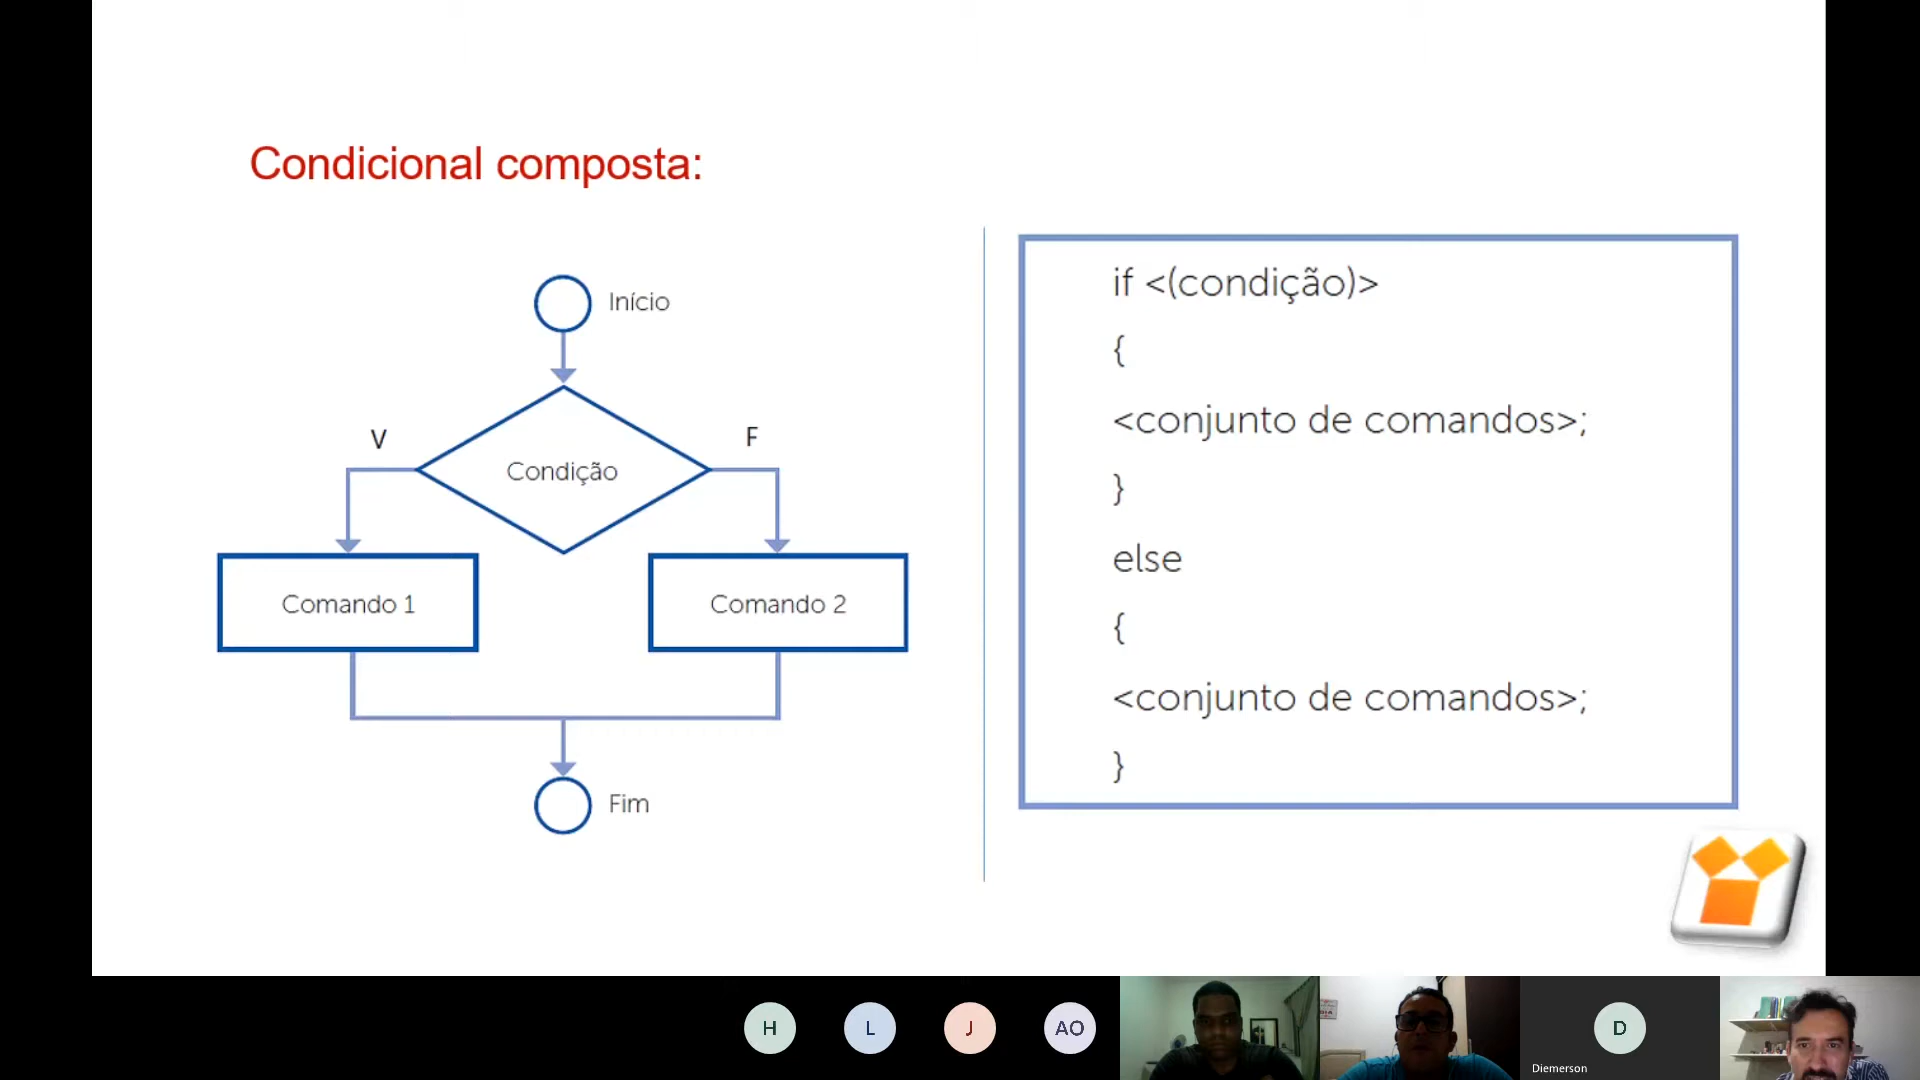 Condicional composta:
Início
V
F
Condição
Comando 1
Comando 2
Fim
if <(condição)>
{
<conjunto de comandos>;
}
else
{
<conjunto de comandos>;
}
H
L
J
AO
D
Diemerson